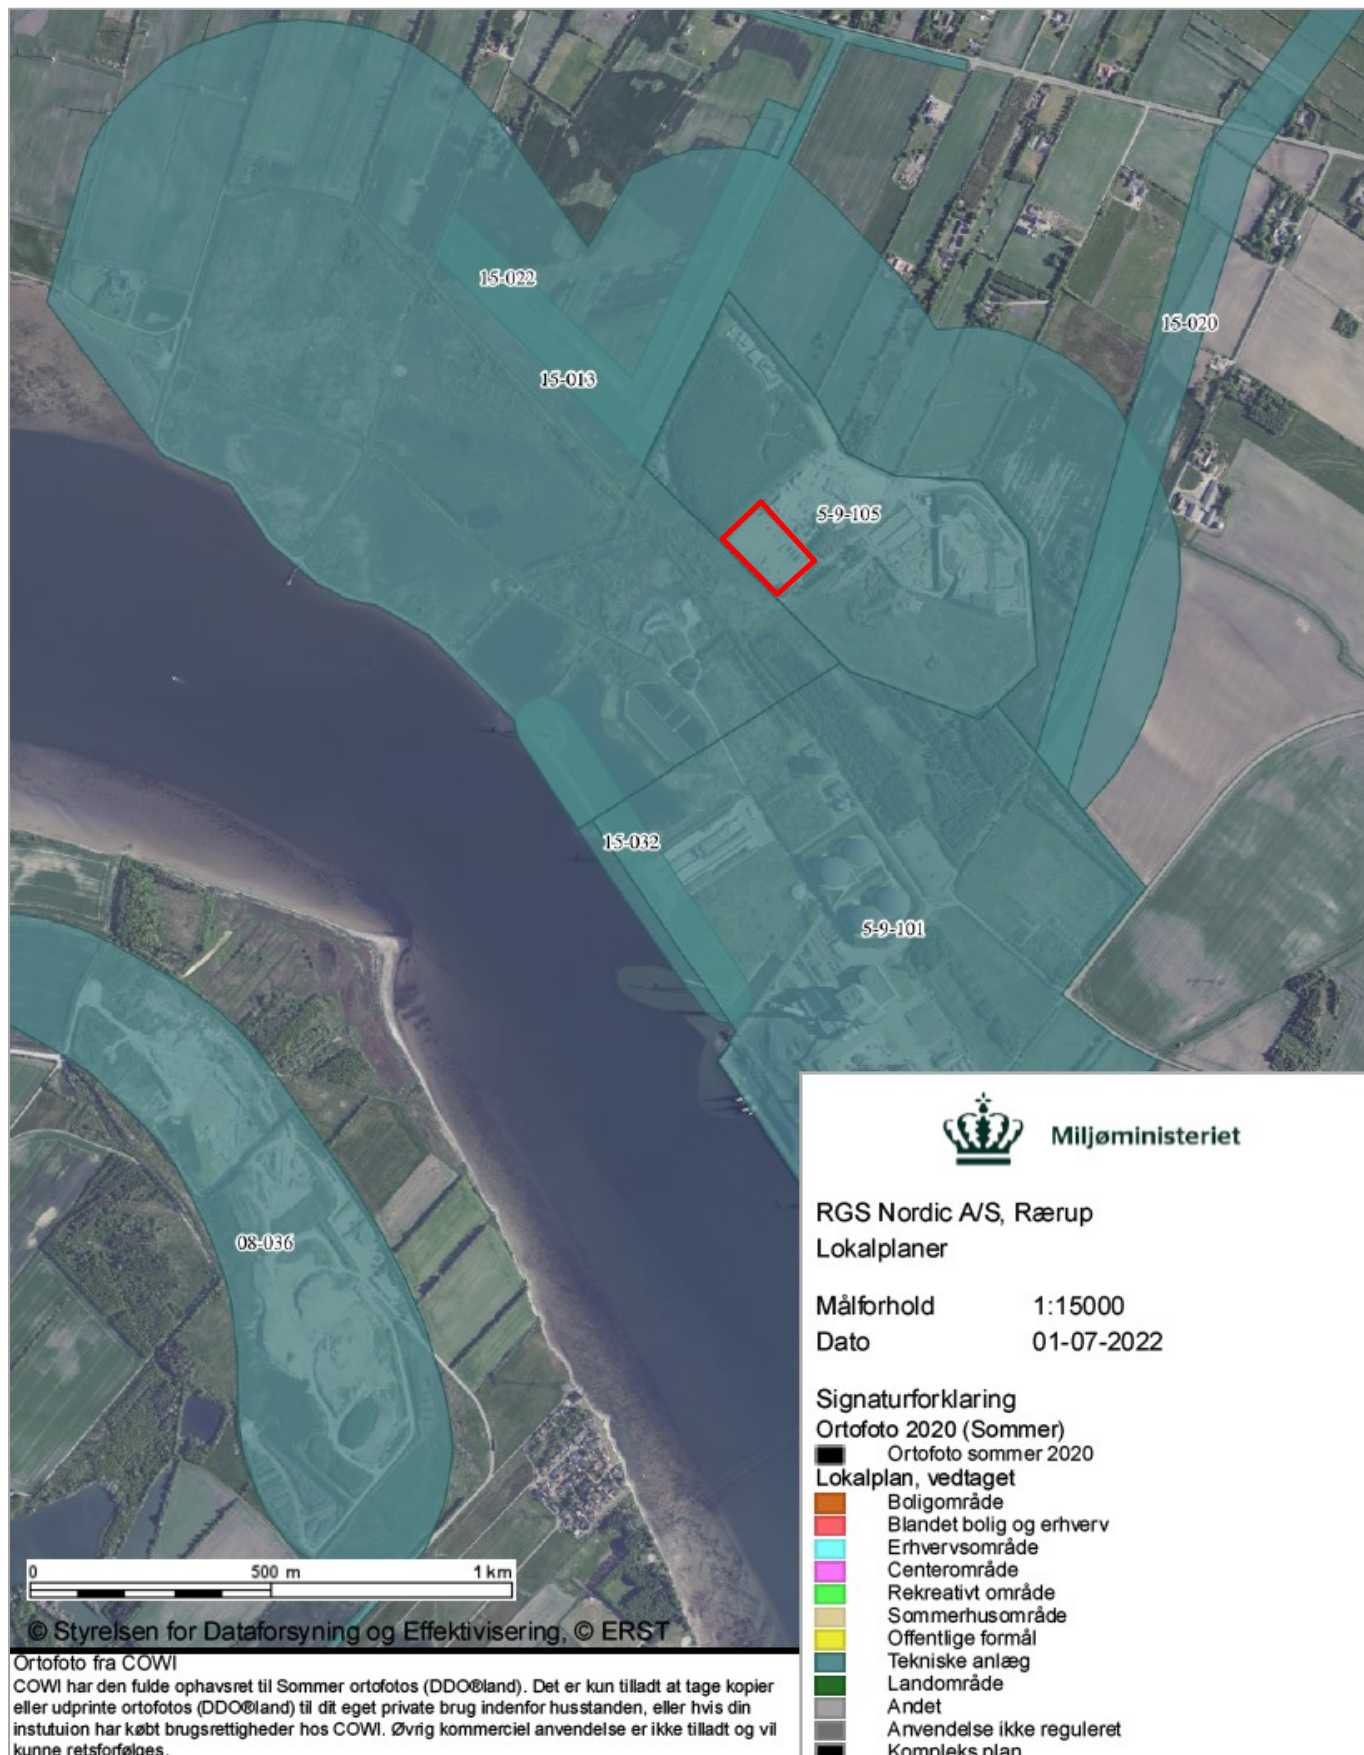 15-022
15-020
15-013
5-9-105
15-032
5-9-101
08-036
0 500 m 1 km
© Styrelsen for Dataforsyning og Effektivisering, © ERST
Ortofoto fra COWI
COWI har den fulde ophavsret til Sommer ortofotos (DDO®land). Det er kun tilladt at tage kopier
eller udprinte ortofotos (DDO®land) til dit eget private brug indenfor husstanden, eller hvis din
instutuion har købt brugsrettigheder hos COWI. Øvrig kommerciel anvendelse er ikke tilladt og vil
kunne retsforfølges.
Miljøministeriet
RGS Nordic A/S, Rærup
Lokalplaner
Målforhold 1:15000
Dato 01-07-2022
Signaturforklaring
Ortofoto 2020 (Sommer)
Ortofoto sommer 2020
Lokalplan, vedtaget
Boligområde
Blandet bolig og erhverv
Erhvervsområde
Centerområde
Rekreativt område
Sommerhusområde
Offentlige formål
Tekniske anlæg
Landområde
Andet
Anvendelse ikke reguleret
Kompleks plan